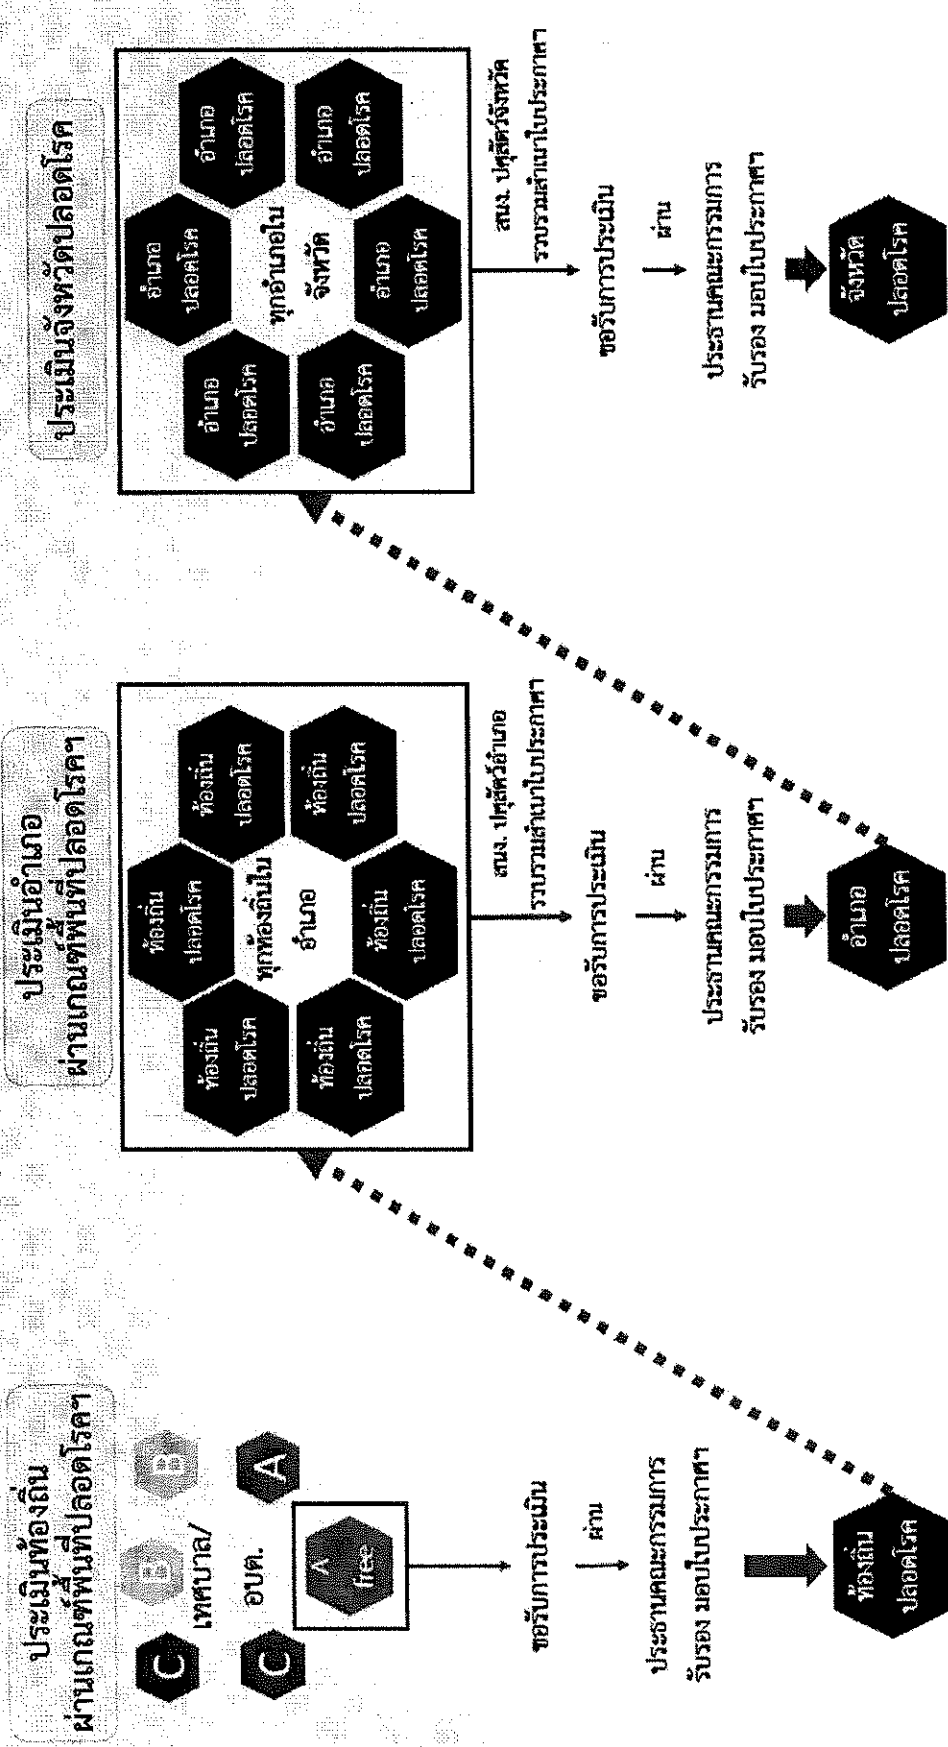 ประเมินท้องถิ่น
ผ่านเกณฑ์พื้นที่ปลอดโรคฯ
C
B
B
เทศบาล/
อบต.
C
A
A
free
ขอรับการประเมิน
ผ่าน
ประธานคณะกรรมการ
รับรอง มอบใบประกาศฯ
ท้องถิ่น
ปลอดโรค
ประเมินอำเภอ
ผ่านเกณฑ์พื้นที่ปลอดโรคฯ
ท้องถิ่น
ปลอดโรค
ท้องถิ่น
ปลอดโรค
ท้องถิ่น
ปลอดโรค
ทุกท้องถิ่นใน
อำเภอ
ท้องถิ่น
ปลอดโรค
ท้องถิ่น
ปลอดโรค
ท้องถิ่น
ปลอดโรค
สนง. ปศุสัตว์อำเภอ
รวบรวมสำเนาใบประกาศฯ
ขอรับการประเมิน
ผ่าน
ประธานคณะกรรมการ
รับรอง มอบใบประกาศฯ
อำเภอ
ปลอดโรค
ประเมินจังหวัดปลอดโรค
อำเภอ
ปลอดโรค
อำเภอ
ปลอดโรค
อำเภอ
ปลอดโรค
ทุกอำเภอใน
จังหวัด
อำเภอ
ปลอดโรค
อำเภอ
ปลอดโรค
อำเภอ
ปลอดโรค
สนง. ปศุสัตว์จังหวัด
รวบรวมสำเนาใบประกาศฯ
ขอรับการประเมิน
ผ่าน
ประธานคณะกรรมการ
รับรอง มอบใบประกาศฯ
จังหวัด
ปลอดโรค